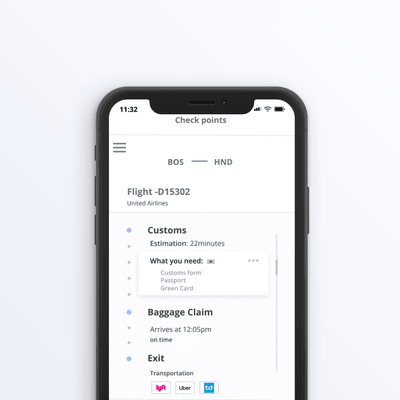 11:32
Check points
BOS — HND
Flight -D15302
United Airlines
Customs
Estimation: 22minutes
What you need:
Customs form
Passport
Green Card
Baggage Claim
Arrives at 12:05pm
on time
Exit
Transportation
lyft Uber